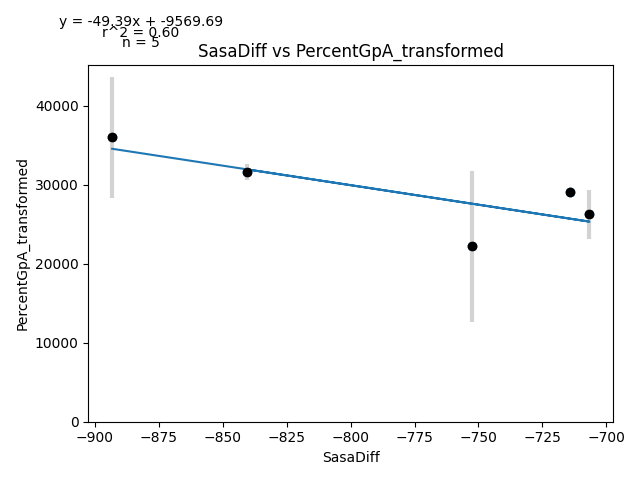 y = -49.39x + -9569.69
r^2 = 0.60
n = 5
SasaDiff vs PercentGpA_transformed
PercentGpA_transformed
40000
30000
20000
10000
0
−900 −875 −850 −825 −800 −775 −750 −725 −700
SasaDiff